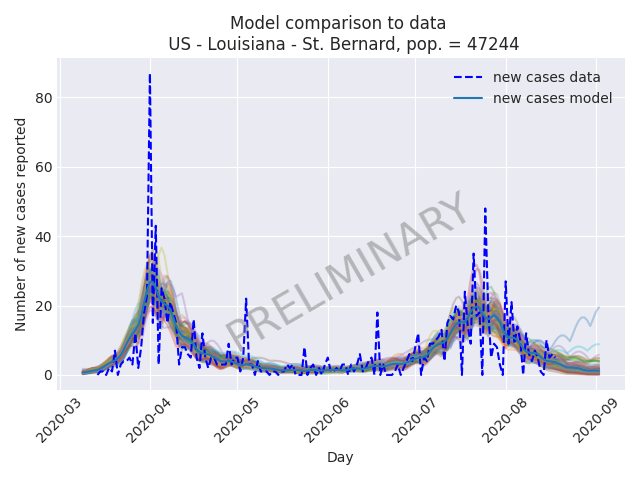 Model comparison to data
US - Louisiana - St. Bernard, pop. = 47244
new cases data
new cases model
PRELIMINARY
Number of new cases reported
80
60
40
20
0
2020-03
2020-04
2020-05
2020-06
2020-07
2020-08
2020-09
Day